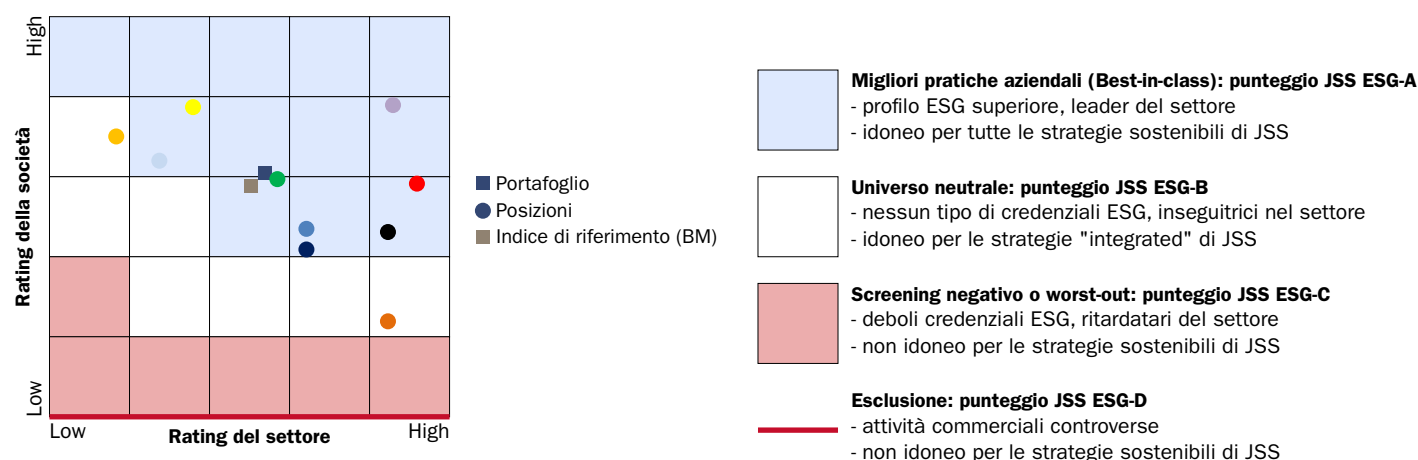 High
Rating della società
Low
Low
Rating del settore
High
Portafoglio
Posizioni
Indice di riferimento (BM)
Migliori pratiche aziendali (Best-in-class): punteggio JSS ESG-A
- profilo ESG superiore, leader del settore
- idoneo per tutte le strategie sostenibili di JSS
Universo neutrale: punteggio JSS ESG-B
- nessun tipo di credenziali ESG, inseguitrici nel settore
- idoneo per le strategie "integrated" di JSS
Screening negativo o worst-out: punteggio JSS ESG-C
- deboli credenziali ESG, ritardatari del settore
- non idoneo per le strategie sostenibili di JSS
Esclusione: punteggio JSS ESG-D
- attività commerciali controverse
- non idoneo per le strategie sostenibili di JSS